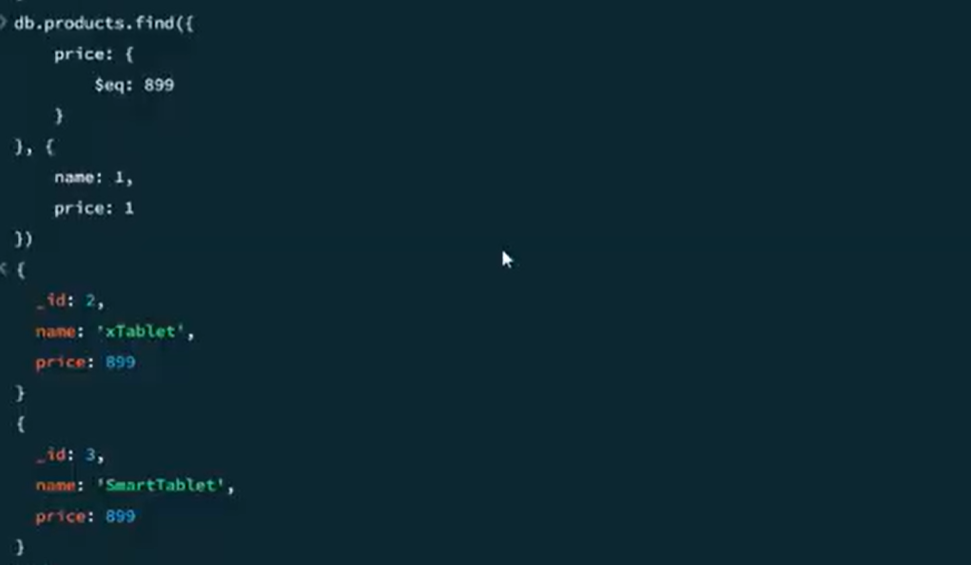 db.products.find({
price: {
$eq: 899
}
}, {
name: 1,
price: 1
})
{
_id: 2,
name: 'xTablet',
price: 899
}
{
_id: 3,
name: 'SmartTablet',
price: 899
}